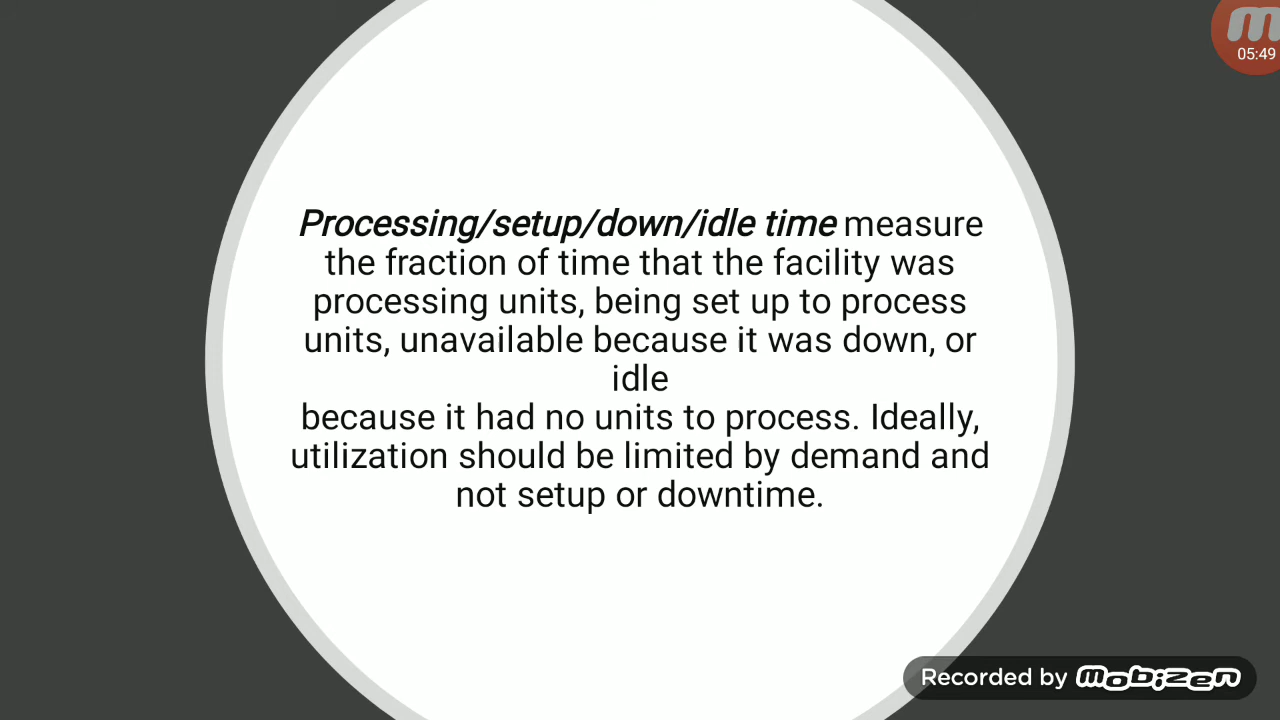 05:49
Processing/setup/down/idle time measure
the fraction of time that the facility was
processing units, being set up to process
units, unavailable because it was down, or
idle
because it had no units to process. Ideally,
utilization should be limited by demand and
not setup or downtime.
Recorded by mobizen